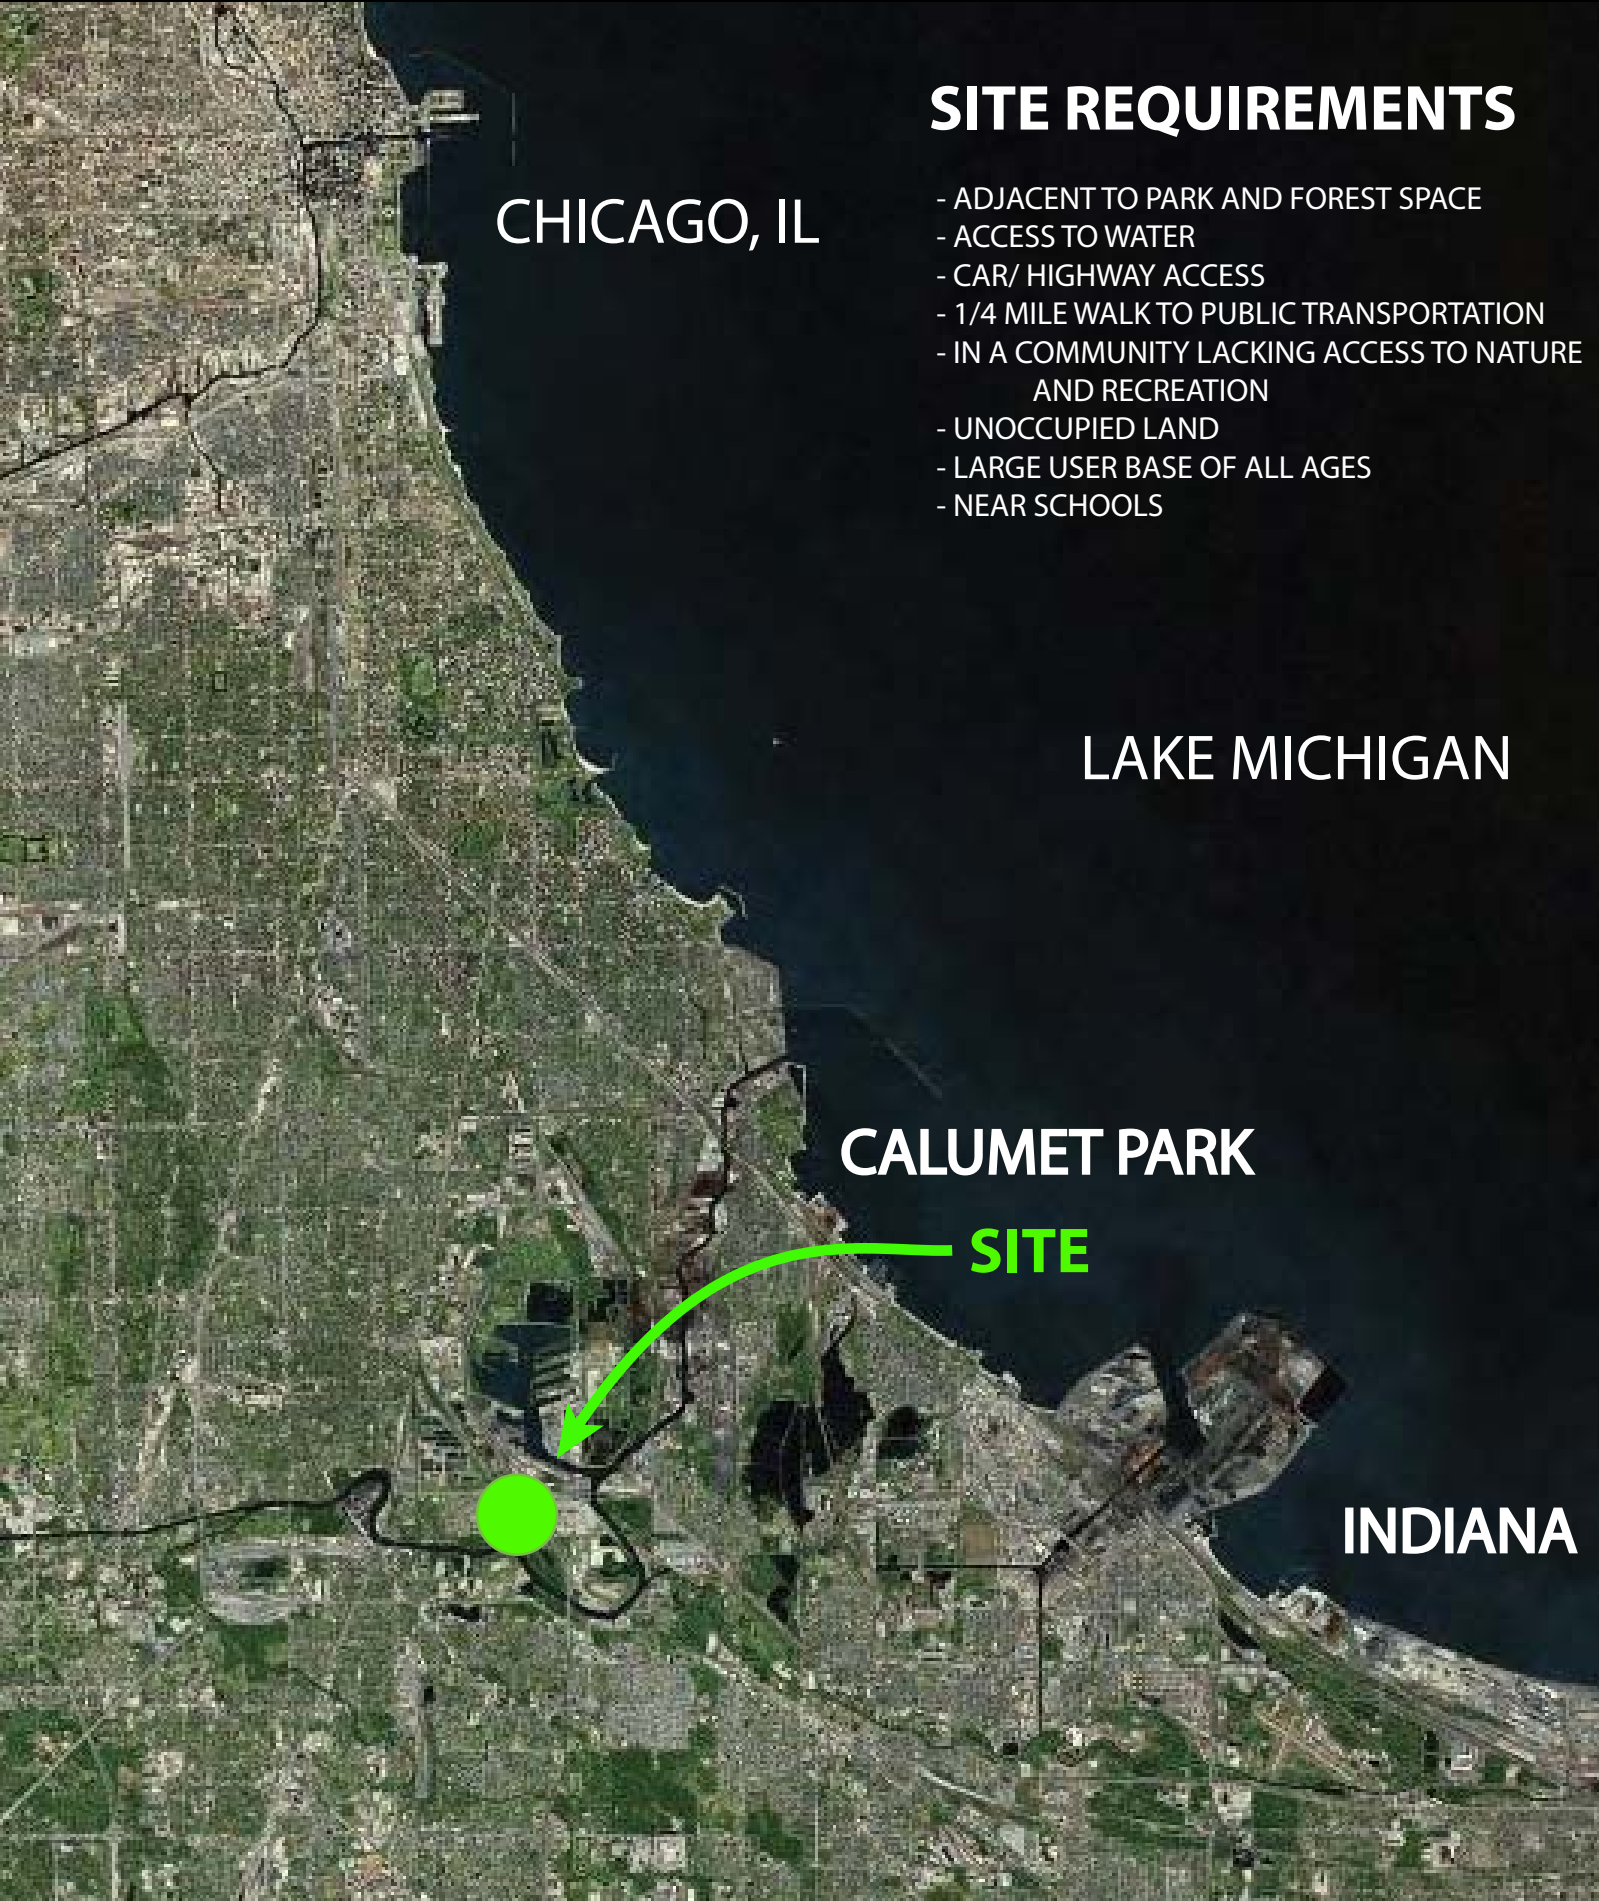 SITE REQUIREMENTS
- ADJACENT TO PARK AND FOREST SPACE
CHICAGO, IL
- ACCESS TO WATER
- CAR/ HIGHWAY ACCESS
- 1/4 MILE WALK TO PUBLIC TRANSPORTATION
- IN A COMMUNITY LACKING ACCESS TO NATURE
AND RECREATION
- UNOCCUPIED LAND
- LARGE USER BASE OF ALL AGES
- NEAR SCHOOLS
LAKE MICHIGAN
CALUMET PARK
SITE
INDIANA